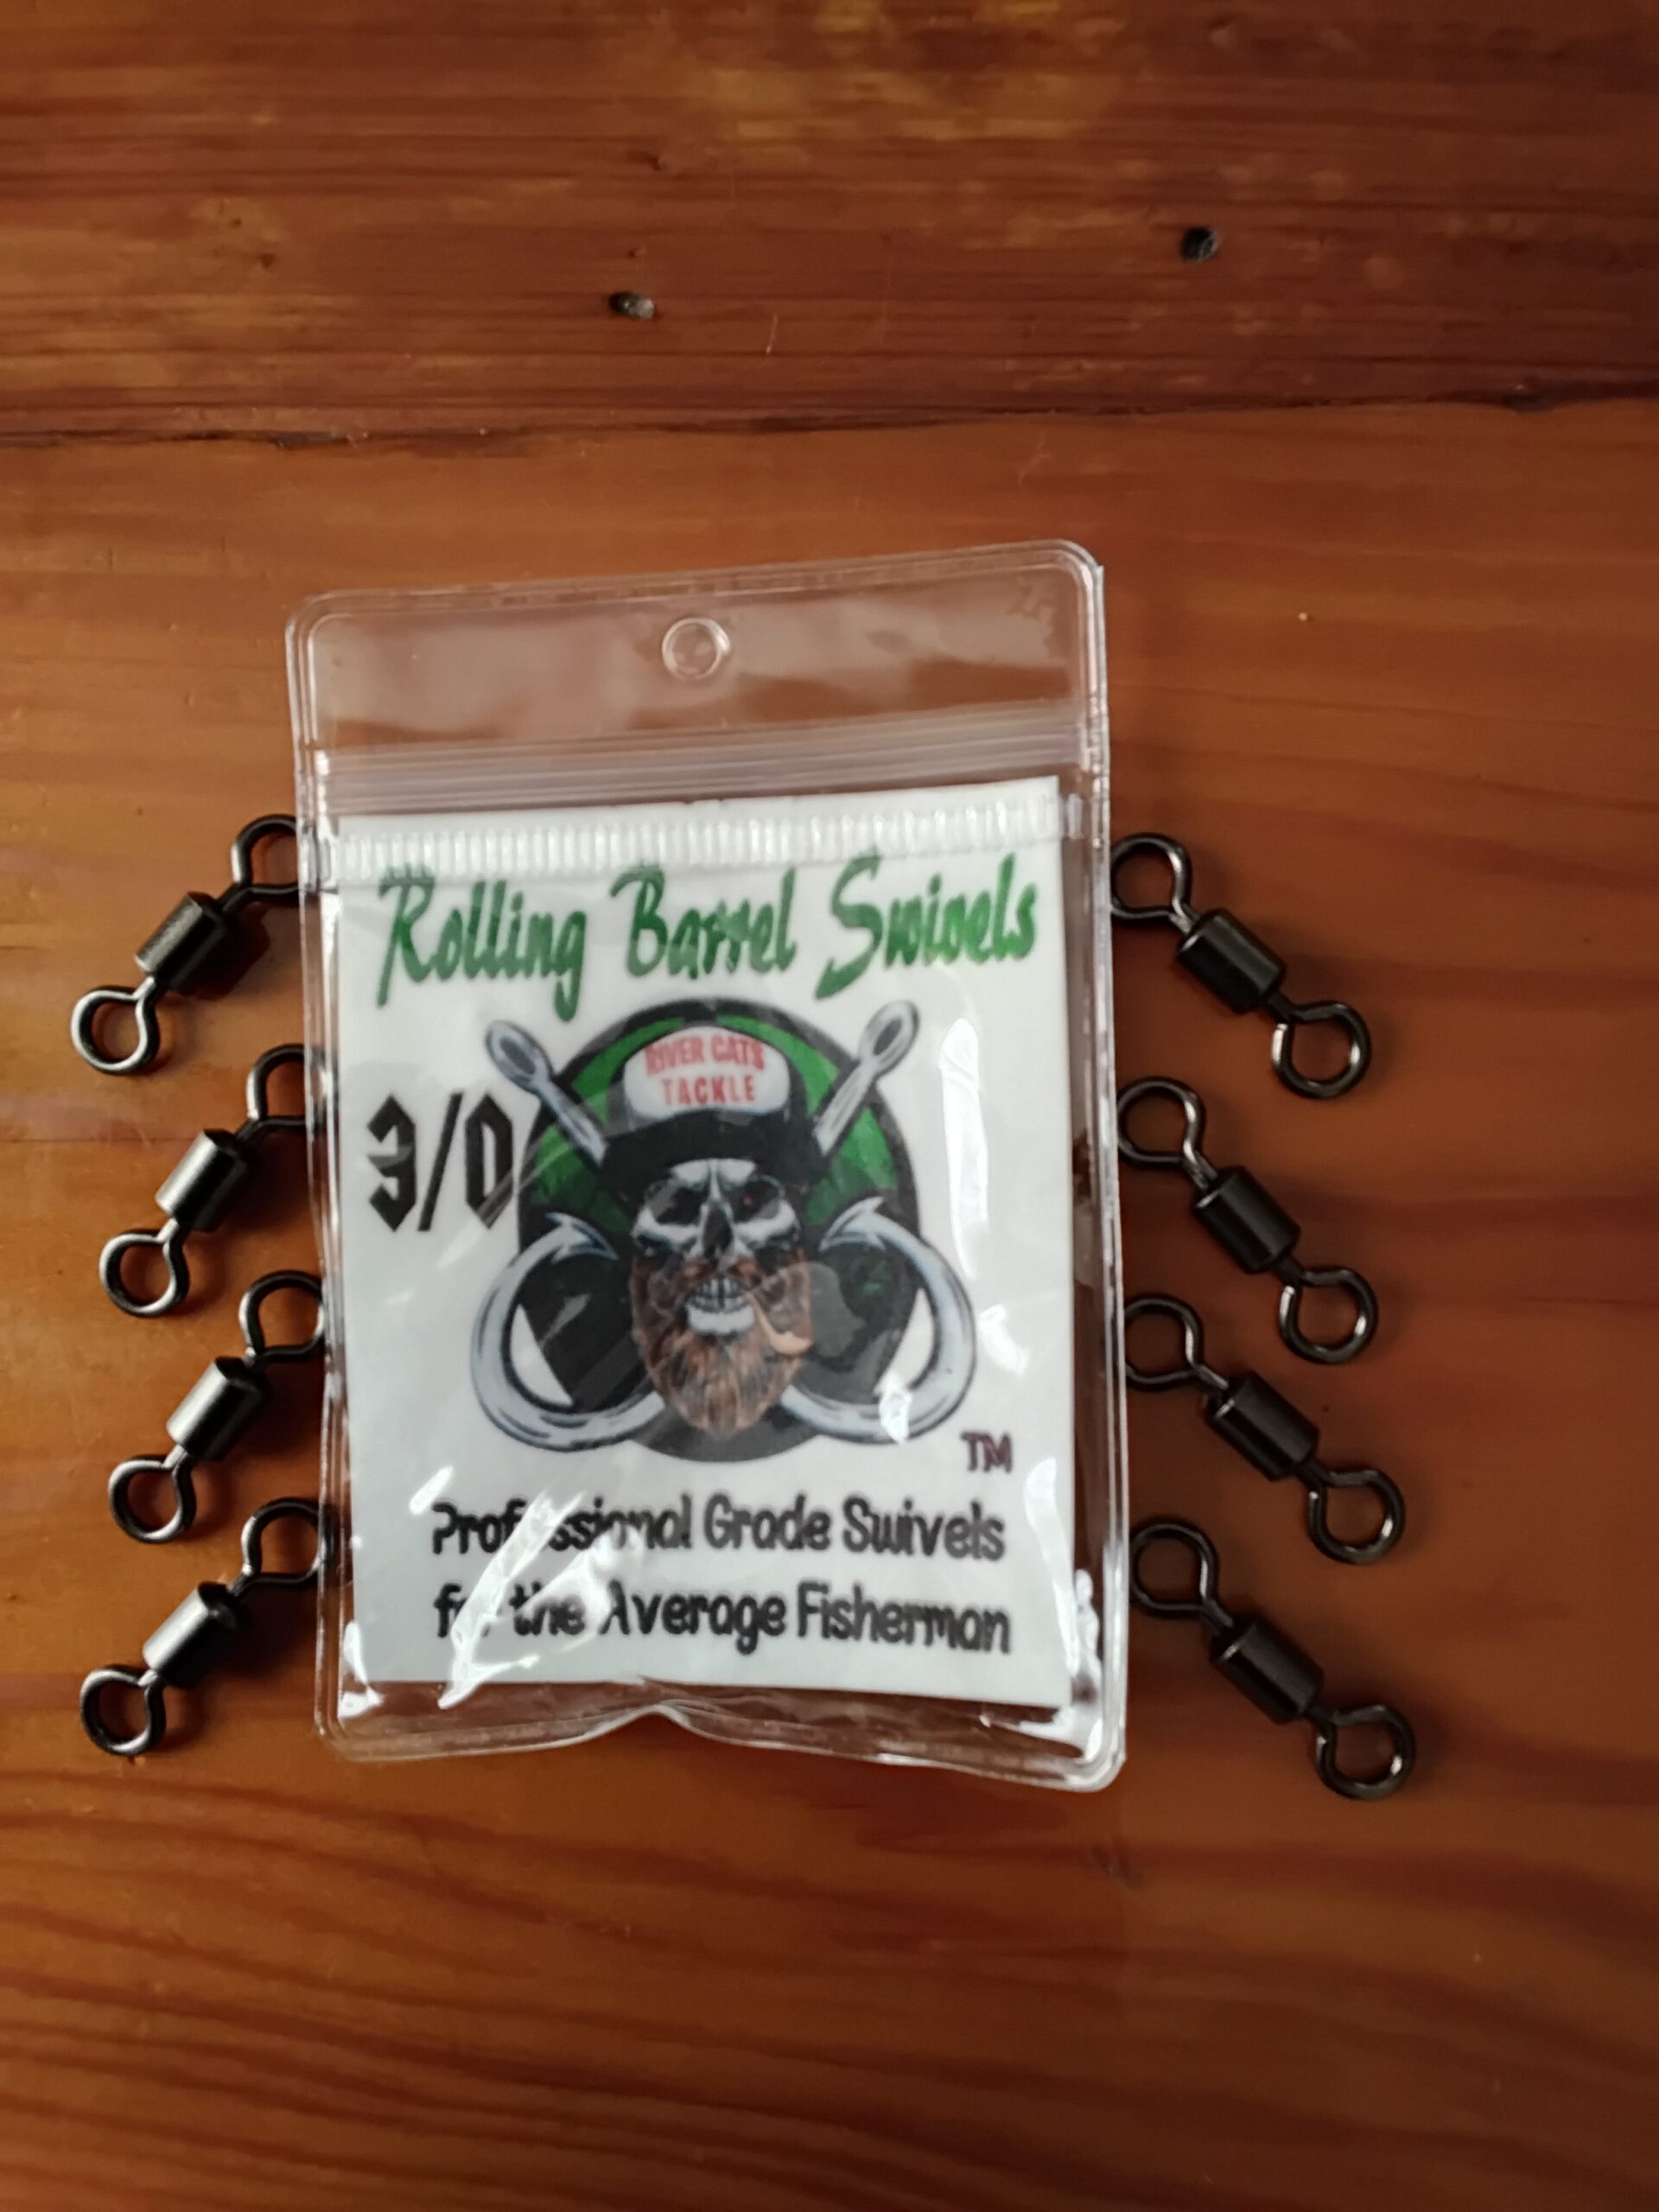 Rolling Barrel Swivels
RIVER CATS
TACKLE
3/0
TM
Professional Grade Swivels
for the Average Fisherman